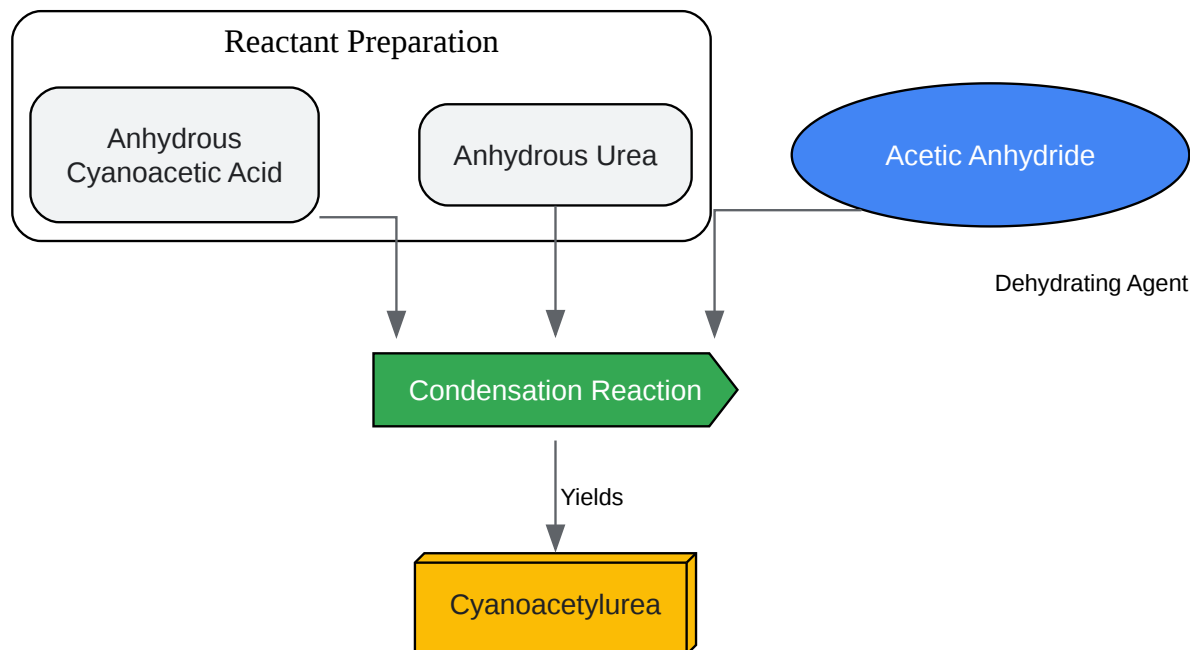 Reactant Preparation
Anhydrous
Cyanoacetic Acid
Anhydrous Urea
Acetic Anhydride
Dehydrating Agent
Condensation Reaction
Yields
Cyanoacetylurea